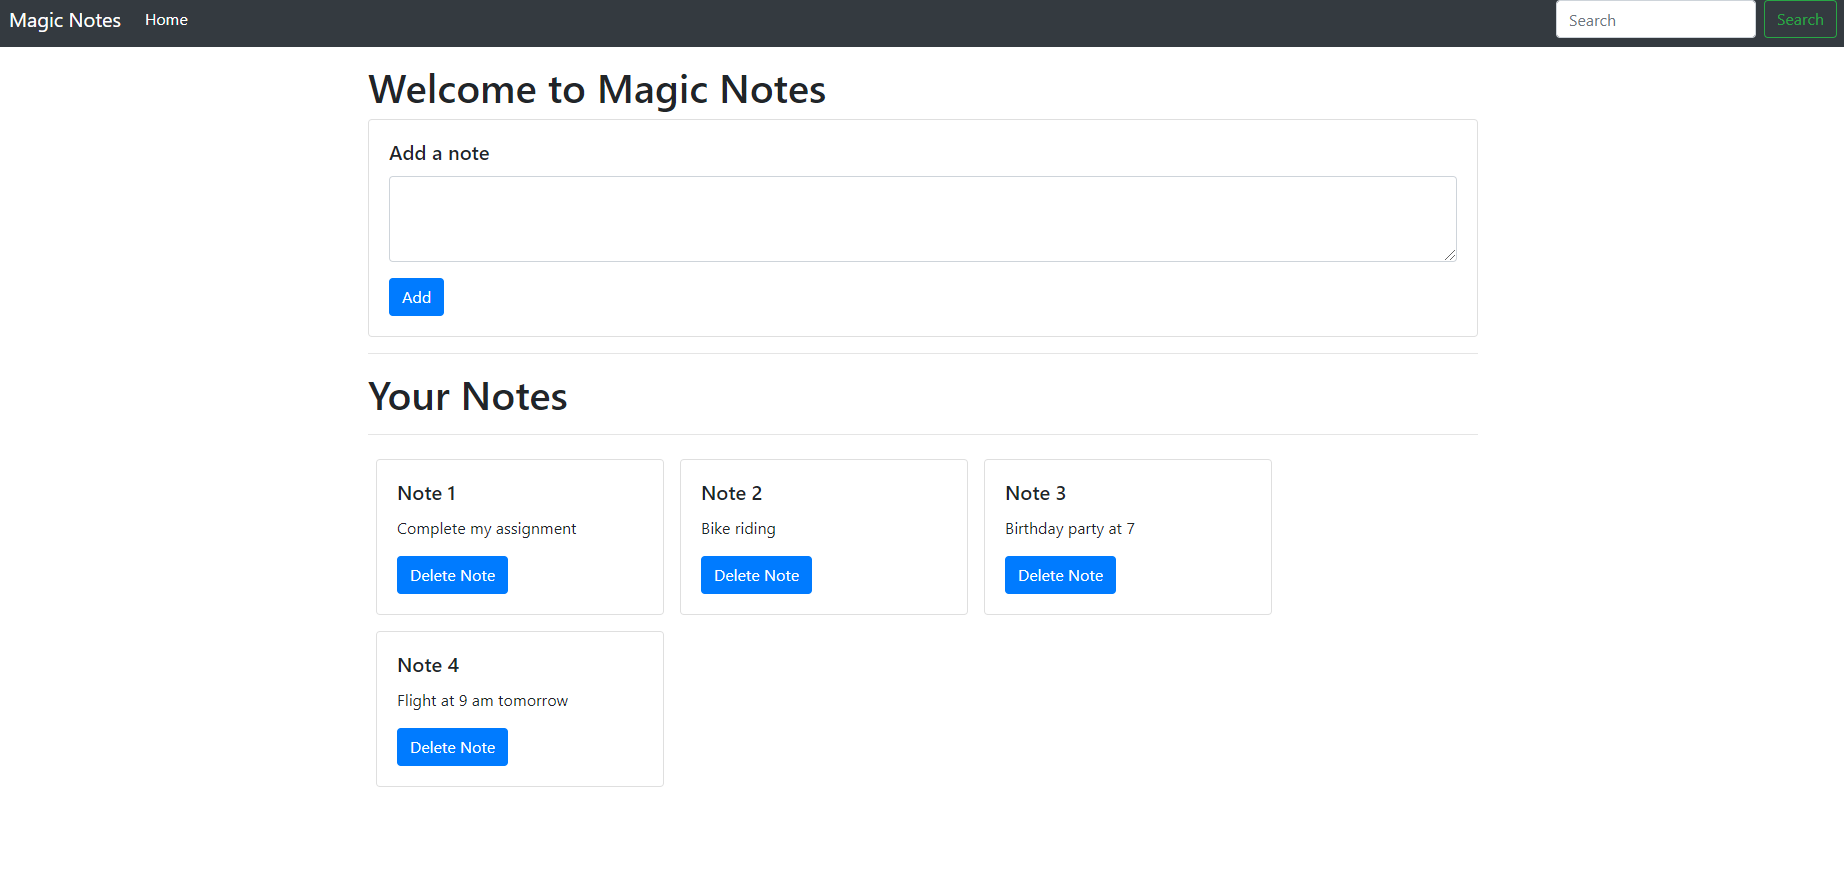 Magic Notes Home Search Search
Welcome to Magic Notes
Add a note
Add
Your Notes
Note 1
Complete my assignment
Delete Note
Note 2
Bike riding
Delete Note
Note 3
Birthday party at 7
Delete Note
Note 4
Flight at 9 am tomorrow
Delete Note